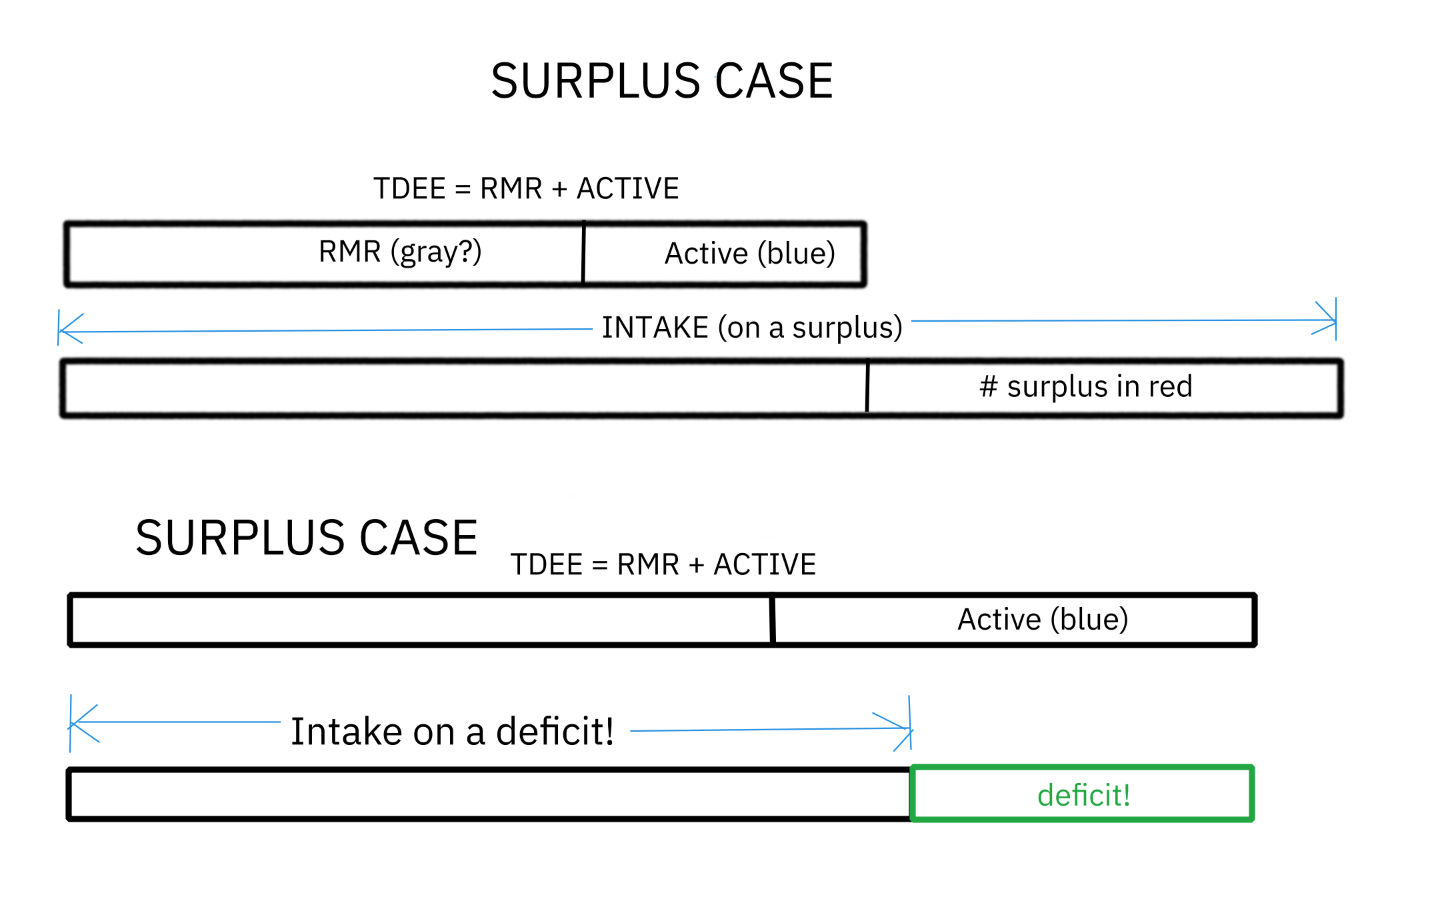 SURPLUS CASE
TDEE = RMR + ACTIVE
RMR (gray?)
Active (blue)
INTAKE (on a surplus)
# surplus in red
SURPLUS CASE
TDEE = RMR + ACTIVE
Active (blue)
Intake on a deficit!
deficit!